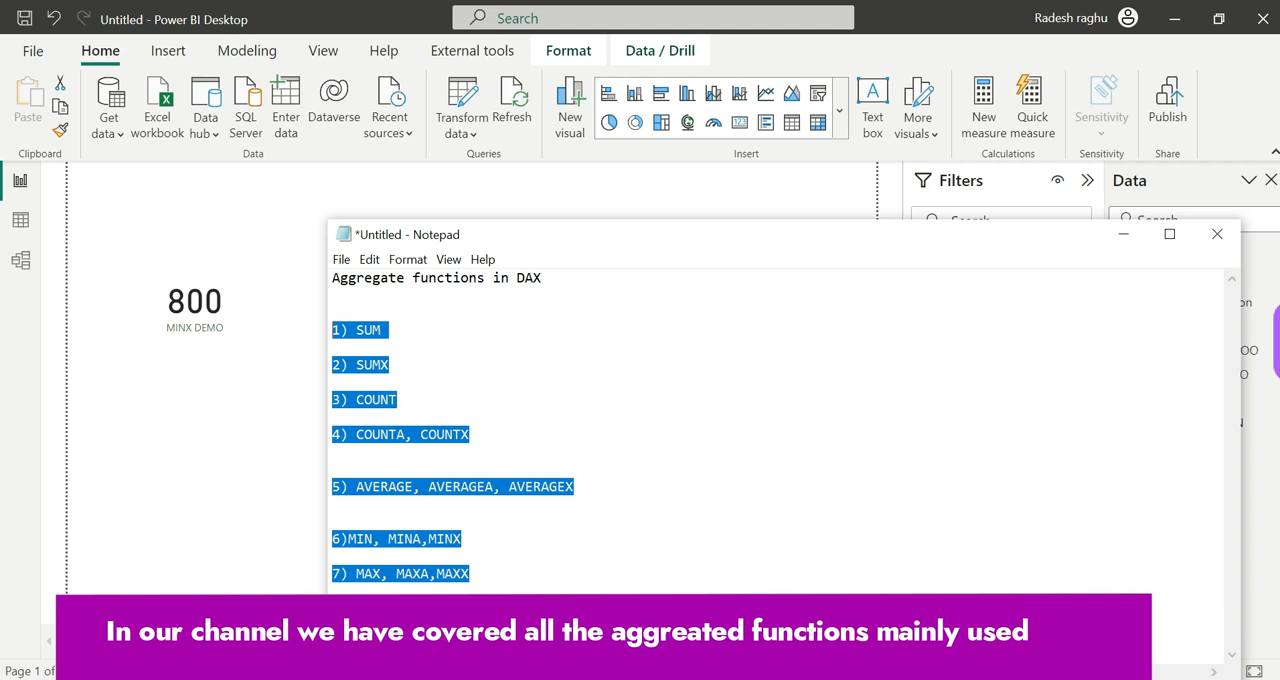 Untitled - Power BI Desktop
Search
Radesh raghu
File
Home
Insert
Modeling
View
Help
External tools
Format
Data / Drill
Paste
Get data
Excel workbook
Data hub
SQL Server
Enter data
Dataverse
Recent sources
Transform data
Refresh
New visual
Text box
More visuals
New measure
Quick measure
Sensitivity
Publish
Clipboard
Data
Queries
Insert
Calculations
Sensitivity
Share
Filters
Data
Search
Search
*Untitled - Notepad
File Edit Format View Help
Aggregate functions in DAX
1) SUM
2) SUMX
3) COUNT
4) COUNTA, COUNTX
5) AVERAGE, AVERAGEA, AVERAGEX
6)MIN, MINA,MINX
7) MAX, MAXA,MAXX
800
MINX DEMO
In our channel we have covered all the aggreated functions mainly used
Page 1 of